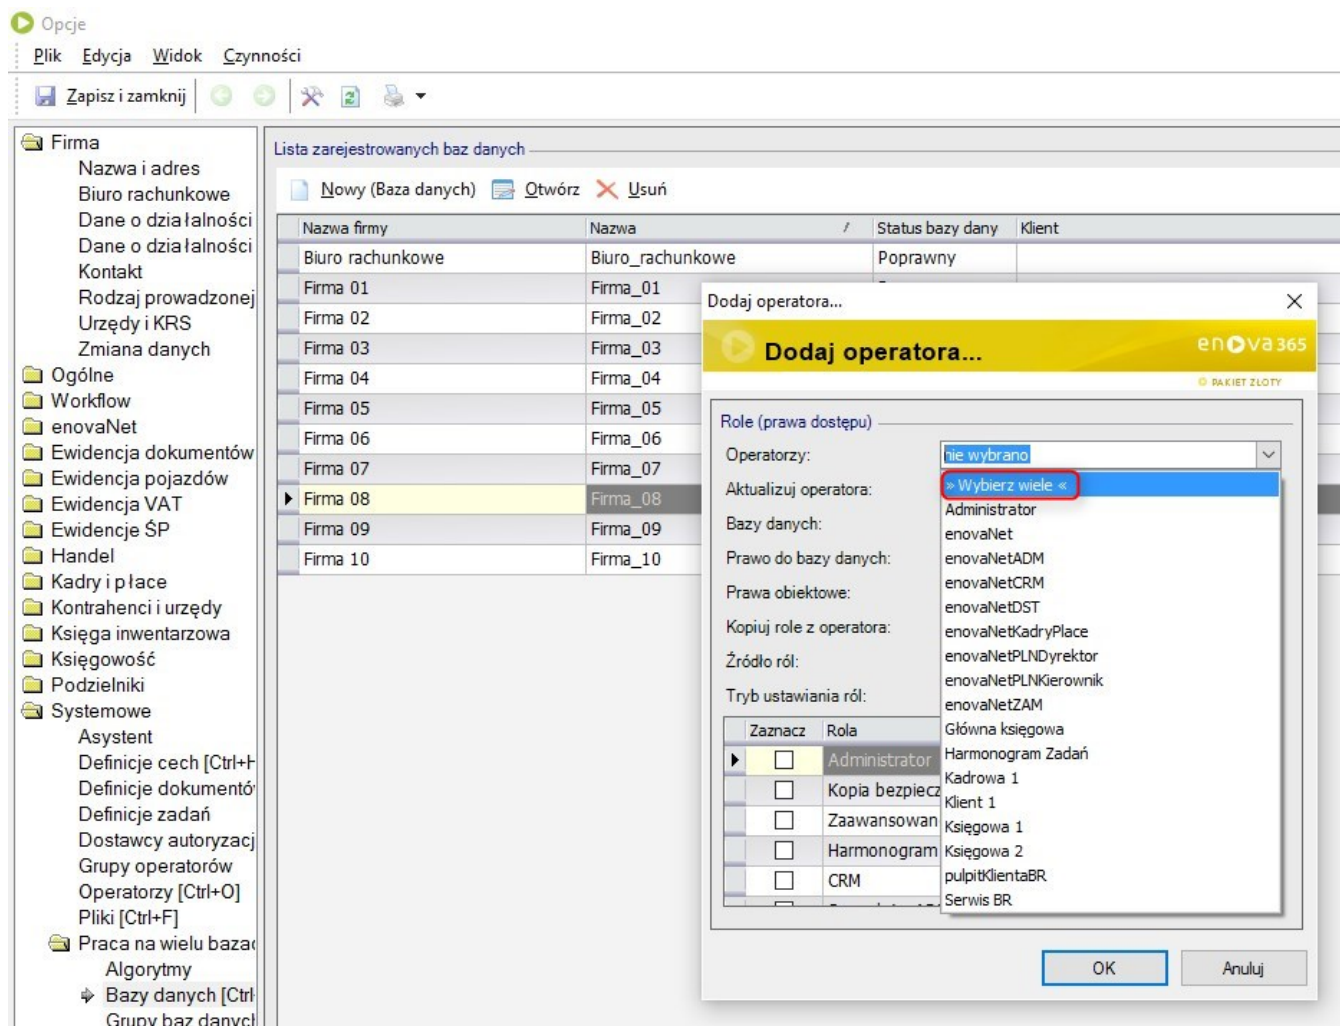 Opcje
Plik Edycja Widok Czynności
Zapisz i zamknij
Firma
Nazwa i adres
Biuro rachunkowe
Dane o działalności
Dane o działalności
Kontakt
Rodzaj prowadzonej
Urzędy i KRS
Zmiana danych
Ogólne
Workflow
enovaNet
Ewidencja dokumentów
Ewidencja pojazdów
Ewidencja VAT
Ewidencje ŚP
Handel
Kadry i płace
Kontrahenci i urzędy
Księga inwentarzowa
Księgowość
Podzielniki
Systemowe
Asystent
Definicje cech [Ctrl+H
Definicje dokumentó
Definicje zadań
Dostawcy autoryzacj
Grupy operatorów
Operatorzy [Ctrl+O]
Pliki [Ctrl+F]
Praca na wielu bazac
Algorytmy
Bazy danych [Ctrl
Grupy baz danych
Lista zarejestrowanych baz danych
Nowy (Baza danych) Otwórz Usuń
Nazwa firmy Nazwa / Status bazy dany Klient
Biuro rachunkowe Biuro_rachunkowe Poprawny
Firma 01 Firma_01
Firma 02 Firma_02
Firma 03 Firma_03
Firma 04 Firma_04
Firma 05 Firma_05
Firma 06 Firma_06
Firma 07 Firma_07
Firma 08 Firma_08
Firma 09 Firma_09
Firma 10 Firma_10
Dodaj operatora...
Dodaj operatora...
enova365
PAKIET ZŁOTY
Role (prawa dostępu)
Operatorzy: nie wybrano
Aktualizuj operatora:
Bazy danych:
Prawo do bazy danych:
Prawa obiektowe:
Kopiuj role z operatora:
Źródło ról:
Tryb ustawiania ról:
» Wybierz wiele «
Administrator
enovaNet
enovaNetADM
enovaNetCRM
enovaNetDST
enovaNetKadryPlace
enovaNetPLNDyrektor
enovaNetPLNKierownik
enovaNetZAM
Główna księgowa
Harmonogram Zadań
Kadrowa 1
Klient 1
Księgowa 1
Księgowa 2
pulpitKlientaBR
Serwis BR
Zaznacz Rola
Administrator
Kopia bezpiecz
Zaawansowan
Harmonogram
CRM
OK Anuluj